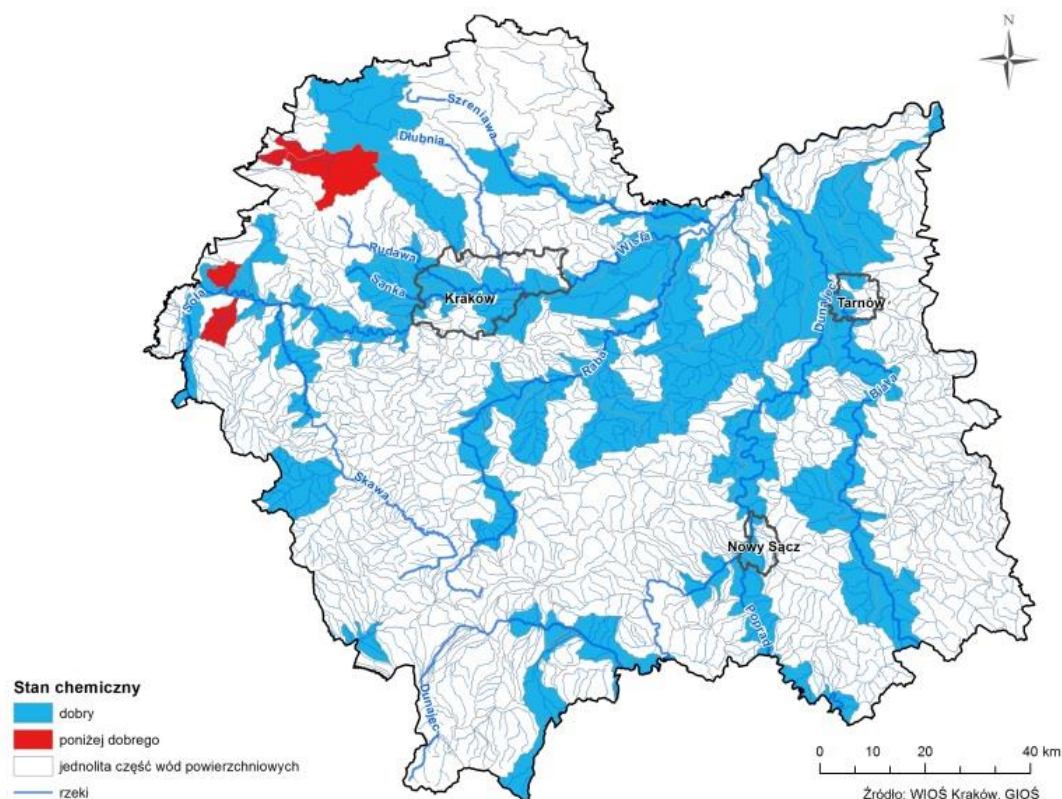 N
Szreniawa
Dłubnia
Rudawa
Sanka
Wisła
Kraków
Soła
Tarnów
Dunajec
Raba
Biała
Skawa
Nowy Sącz
Poprad
Dunajec
Stan chemiczny
dobry
poniżej dobrego
jednolita część wód powierzchniowych
rzeki
0 10 20 40 km
Źródło: WIOŚ Kraków, GIOŚ